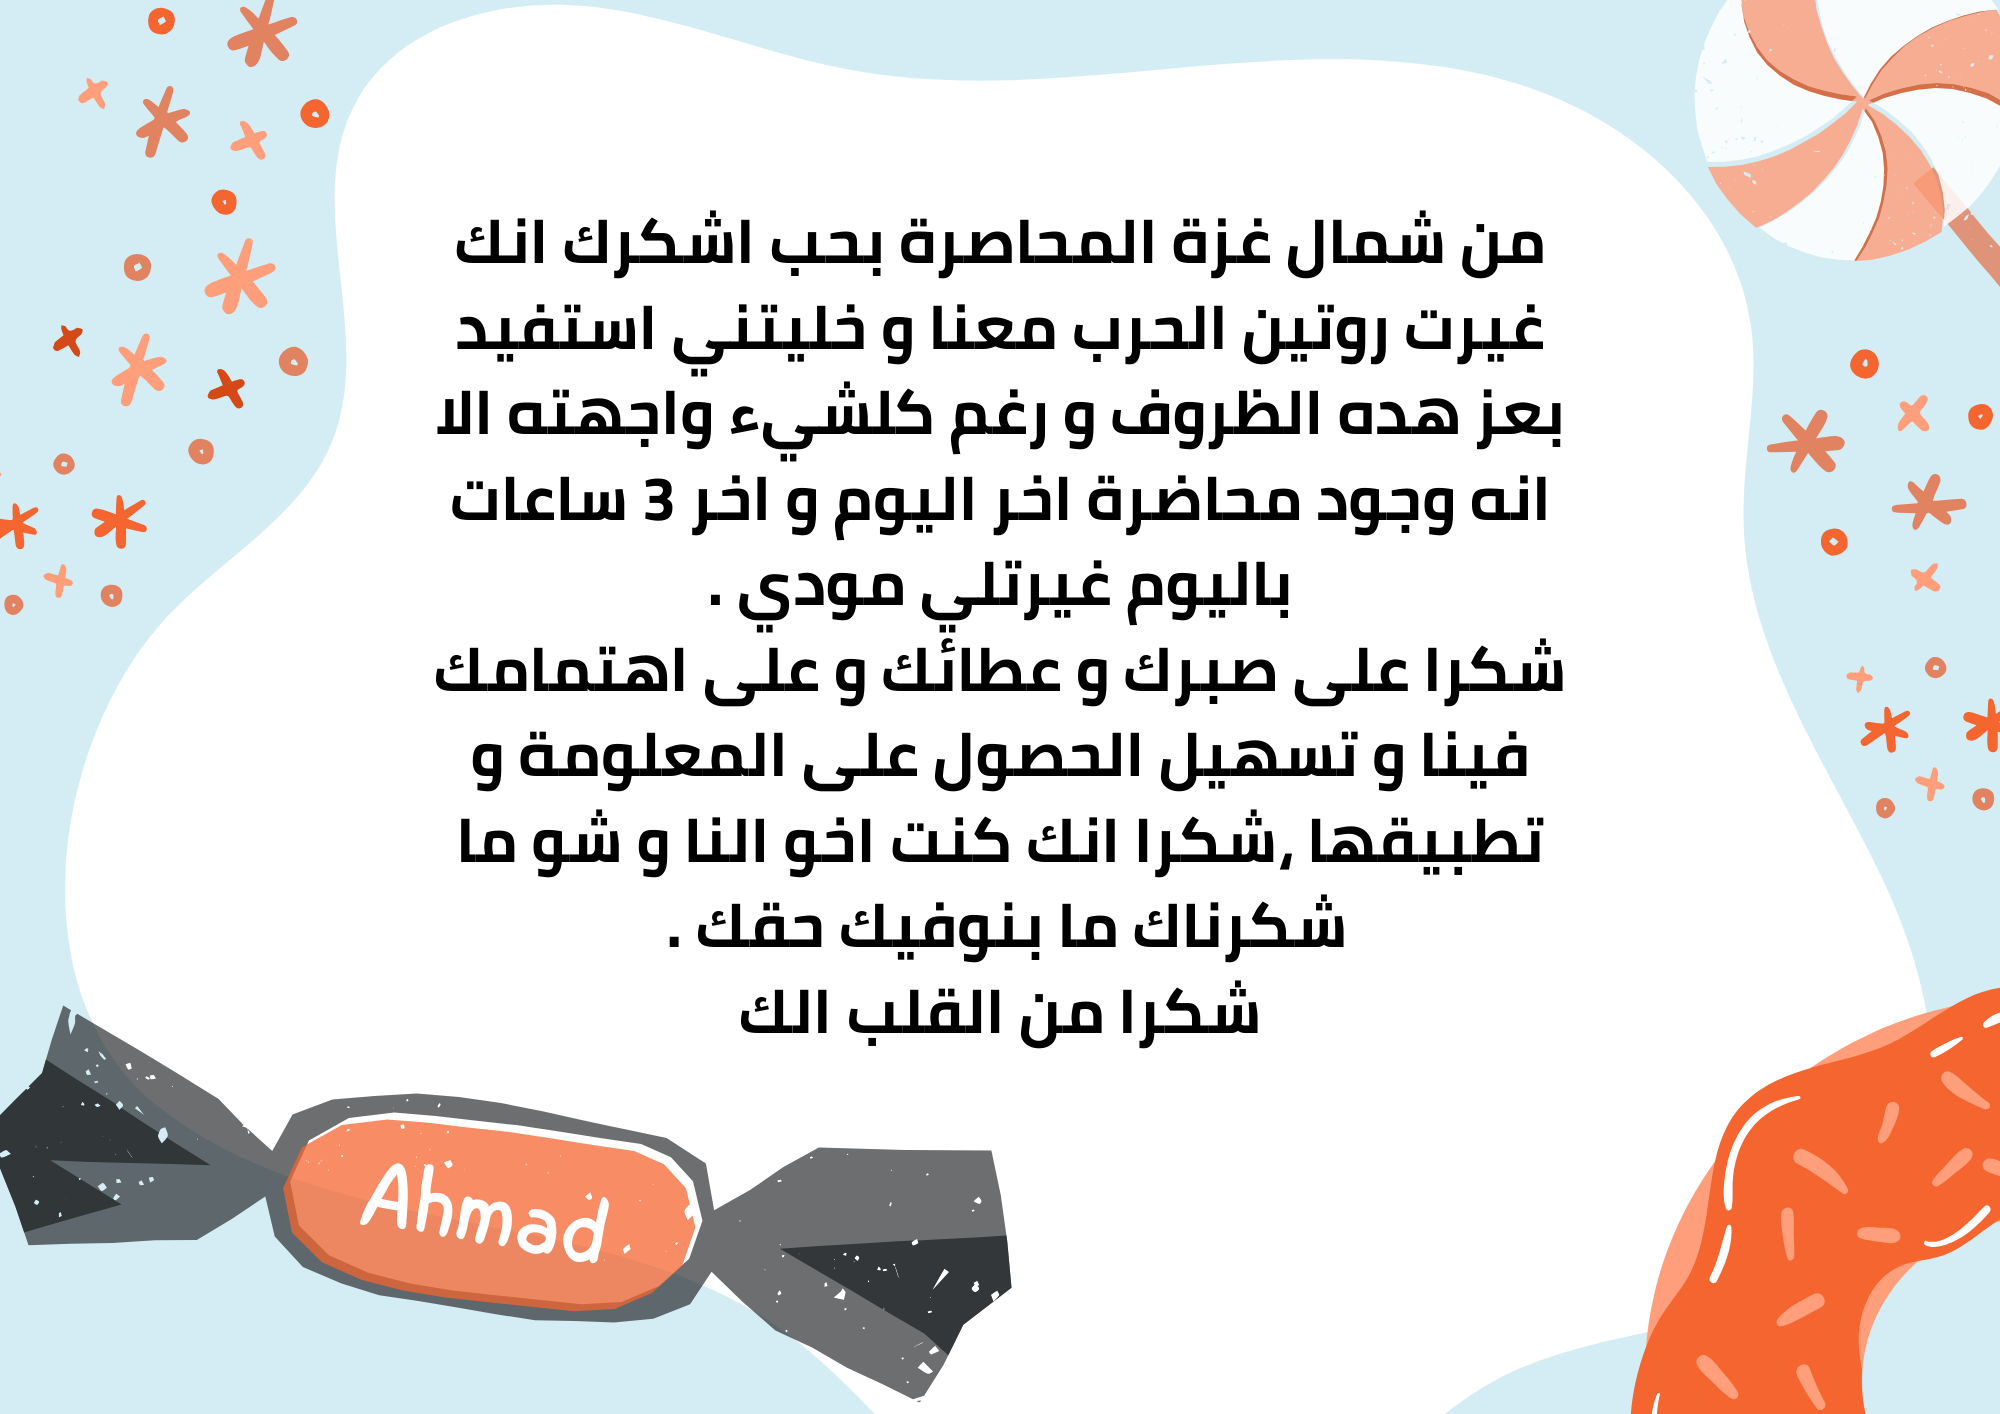 من شمال غزة المحاصرة بحب اشكرك انك
غيرت روتين الحرب معنا و خليتني استفيد
بعز هده الظروف و رغم كلشيء واجهته الا
انه وجود محاضرة اخر اليوم و اخر 3 ساعات
باليوم غيرتلي مودي .
شكرا على صبرك و عطائك و على اهتمامك
فينا و تسهيل الحصول على المعلومة و
تطبيقها ,شكرا انك كنت اخو النا و شو ما
شكرناك ما بنوفيك حقك .
شكرا من القلب الك
Ahmad